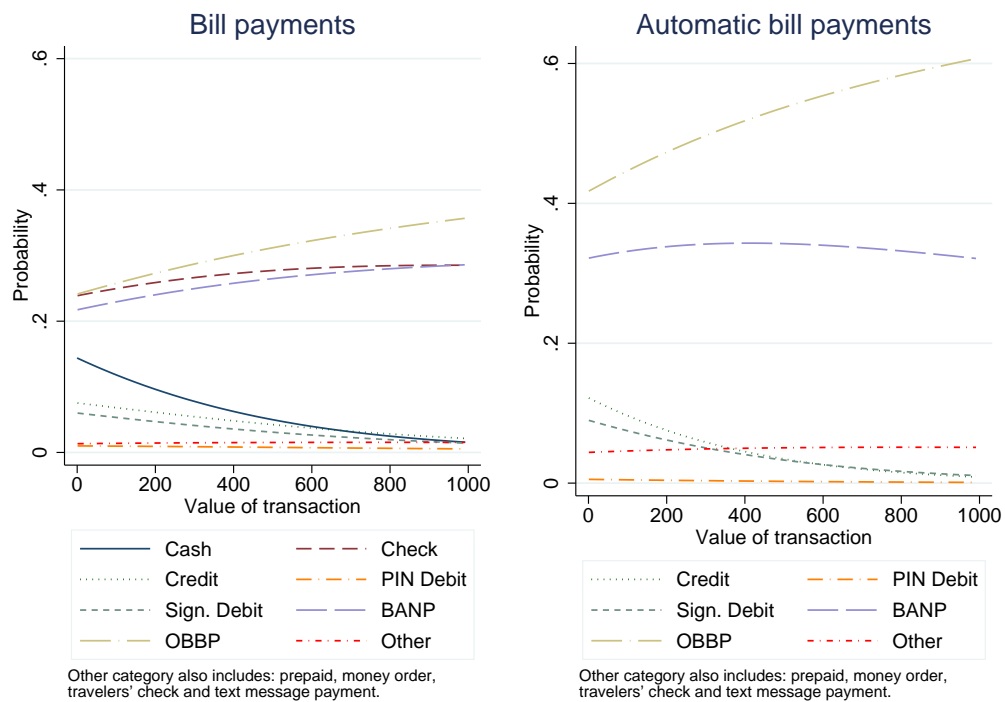 Bill payments
.6
.4
.2
0
Probability
0 200 400 600 800 1000
Value of transaction
Cash Check
Credit PIN Debit
Sign. Debit BANP
OBBP Other
Other category also includes: prepaid, money order,
travelers' check and text message payment.
Automatic bill payments
.6
.4
.2
0
Probability
0 200 400 600 800 1000
Value of transaction
Credit PIN Debit
Sign. Debit BANP
OBBP Other
Other category also includes: prepaid, money order,
travelers' check and text message payment.